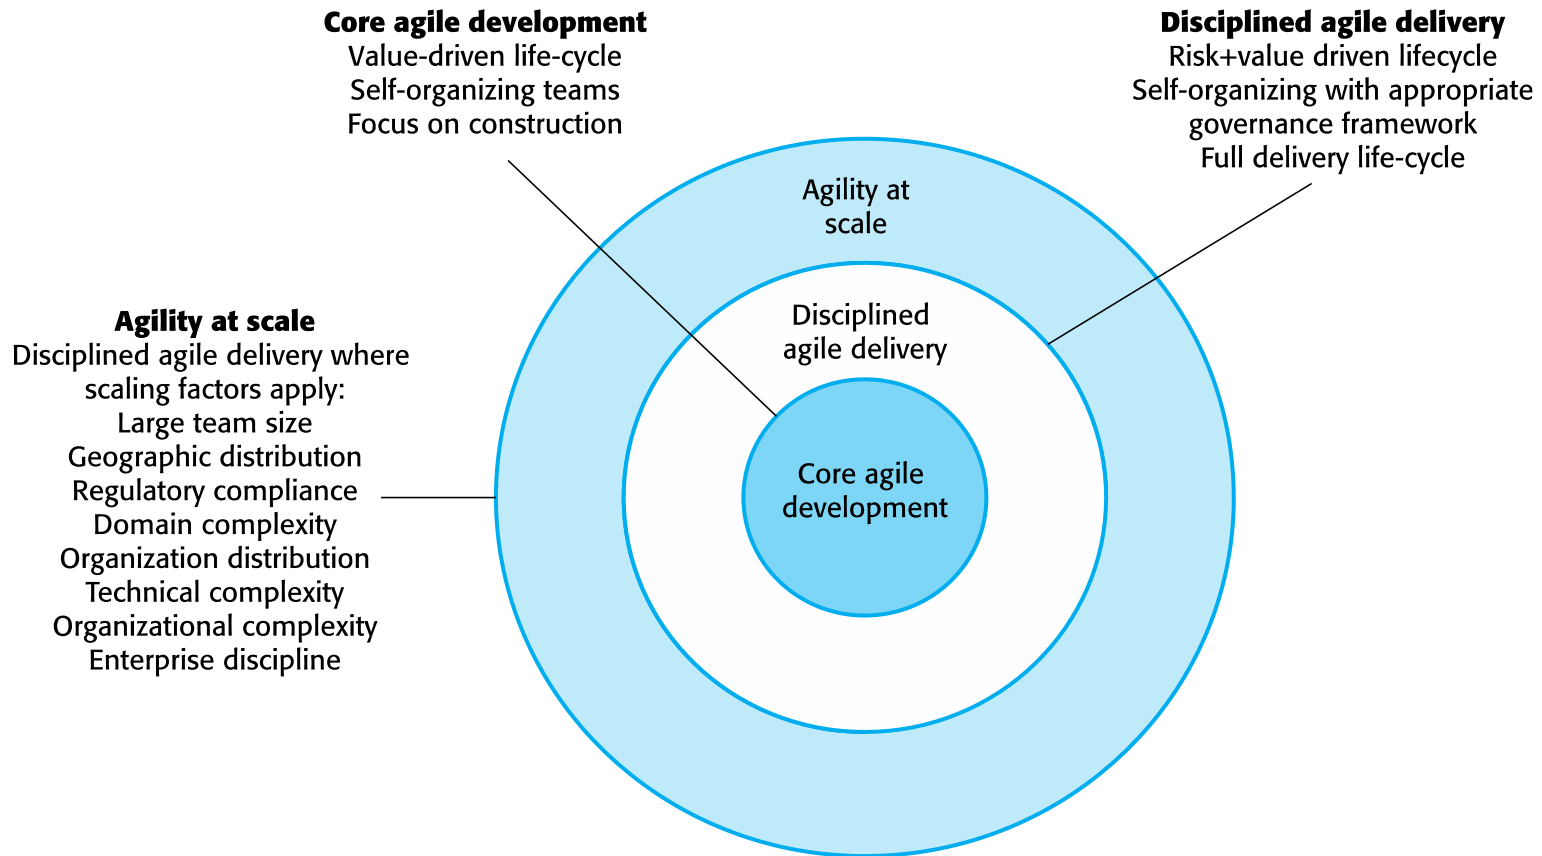 Core agile development
Value-driven life-cycle
Self-organizing teams
Focus on construction
Disciplined agile delivery
Risk+value driven lifecycle
Self-organizing with appropriate
governance framework
Full delivery life-cycle
Agility at scale
Disciplined agile delivery where
scaling factors apply:
Large team size
Geographic distribution
Regulatory compliance
Domain complexity
Organization distribution
Technical complexity
Organizational complexity
Enterprise discipline
Agility at
scale
Disciplined
agile delivery
Core agile
development